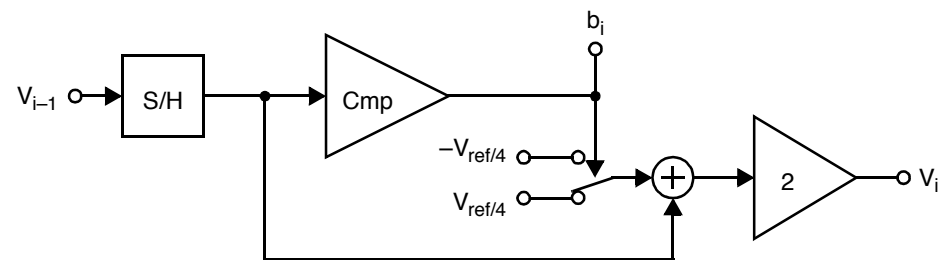 b_i
V_{i–1}
S/H
Cmp
–V_{ref/4}
V_{ref/4}
+
2
V_i